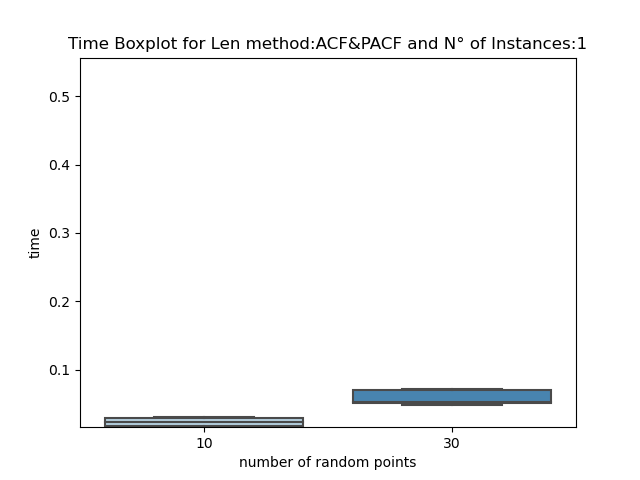 Time Boxplot for Len method:ACF&PACF and N° of Instances:1
0.5
0.4
0.3
0.2
0.1
time
10
30
number of random points